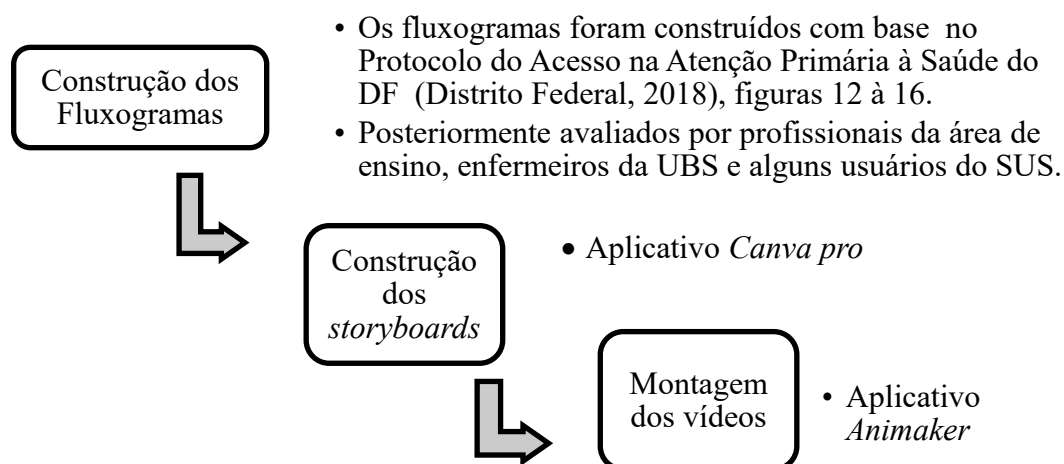 Construção dos
Fluxogramas
• Os fluxogramas foram construídos com base no
Protocolo do Acesso na Atenção Primária à Saúde do
DF (Distrito Federal, 2018), figuras 12 à 16.
• Posteriormente avaliados por profissionais da área de
ensino, enfermeiros da UBS e alguns usuários do SUS.
Construção
dos
storyboards
• Aplicativo Canva pro
Montagem
dos vídeos
• Aplicativo
Animaker